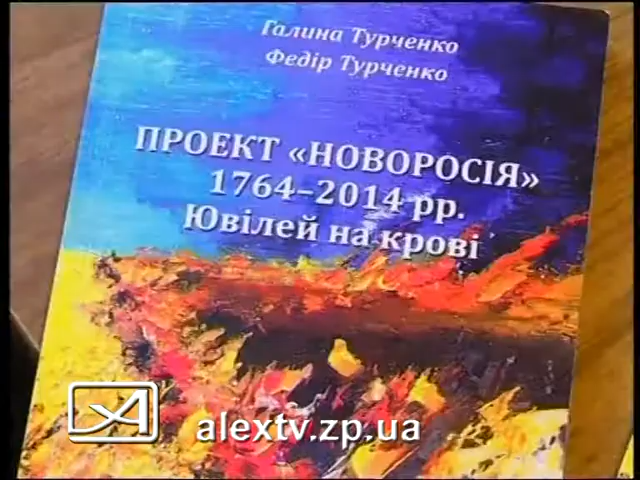 Галина Турченко
Федір Турченко
ПРОЕКТ «НОВОРОСІЯ»
1764–2014 рр.
Ювілей на крові
alextv.zp.ua